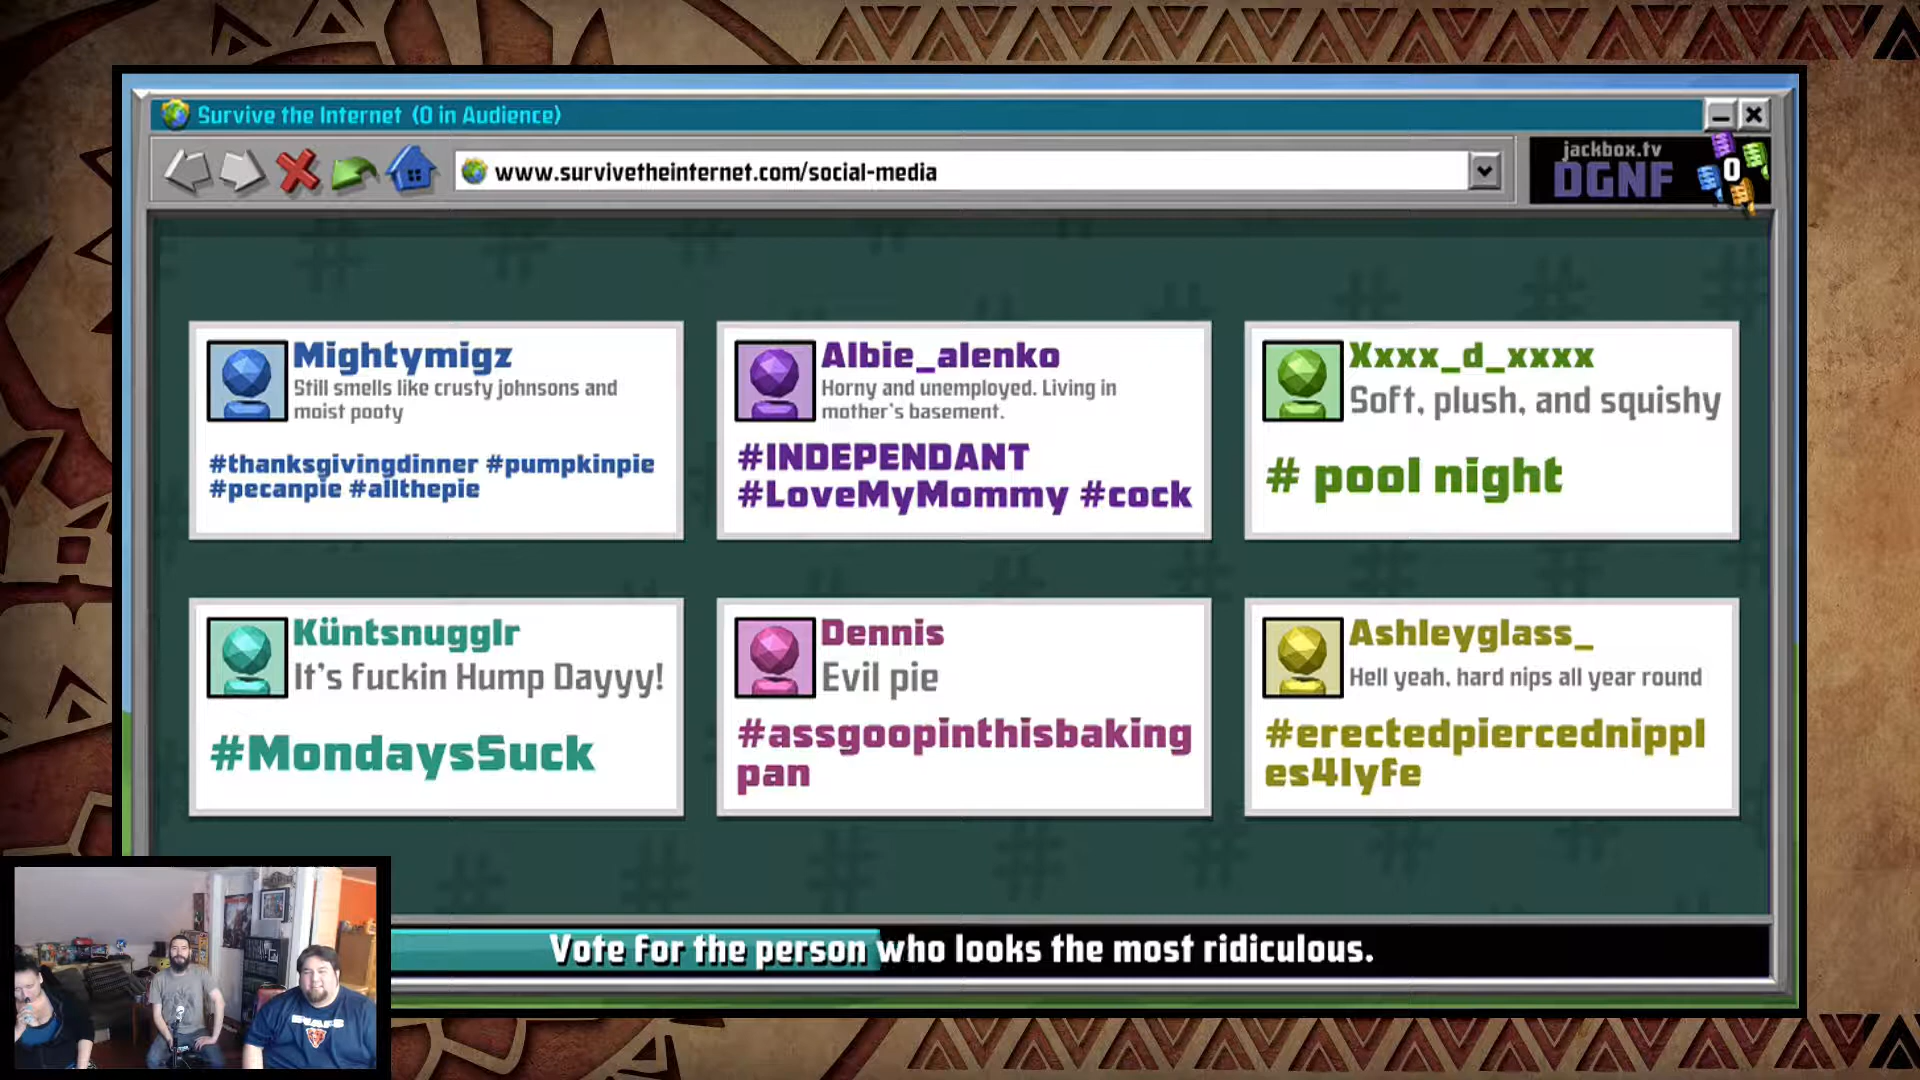 Survive the Internet (0 in Audience)
www.survivetheinternet.com/social-media
jackbox.tv
DGNF
0
Mightymigz
Still smells like crusty johnsons and
moist pooty
#thanksgivingdinner #pumpkinpie
#pecanpie #allthepie
Albie_alenko
Horny and unemployed. Living in
mother's basement.
#INDEPENDANT
#LoveMyMommy #cock
Xxxx_d_xxxx
Soft, plush, and squishy
# pool night
Küntsnugglr
It's fuckin Hump Dayyy!
#MondaysSuck
Dennis
Evil pie
#assgoopinthisbaking
pan
Ashleyglass_
Hell yeah, hard nips all year round
#erectedpiercednippl
es4lyfe
Vote for the person who looks the most ridiculous.
BEARS